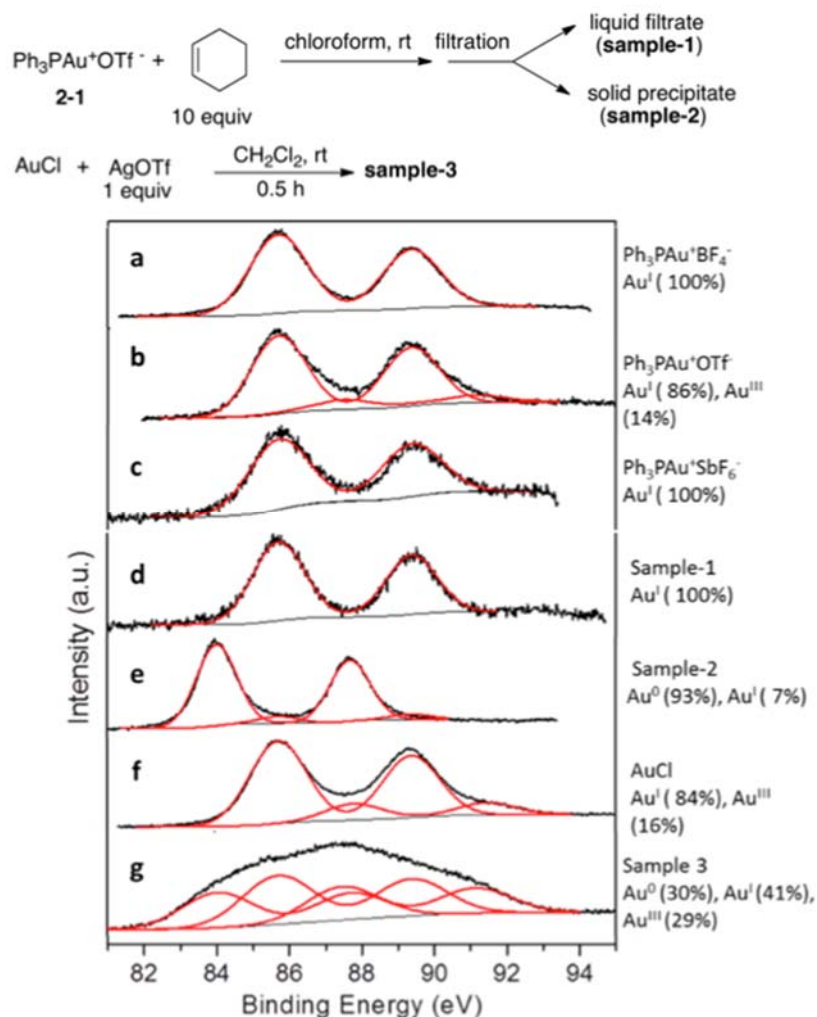 Ph₃PAu⁺OTf⁻ +
2-1
10 equiv
chloroform, rt
filtration
liquid filtrate
(sample-1)
solid precipitate
(sample-2)
AuCl + AgOTf
1 equiv
CH₂Cl₂, rt
0.5 h
sample-3
a
Ph₃PAu⁺BF₄⁻
Auᴵ ( 100%)
b
Ph₃PAu⁺OTf⁻
Auᴵ ( 86%), Auᴵᴵᴵ
(14%)
c
Ph₃PAu⁺SbF₆⁻
Auᴵ ( 100%)
d
Sample-1
Auᴵ ( 100%)
e
Sample-2
Au⁰ (93%), Auᴵ ( 7%)
f
AuCl
Auᴵ ( 84%), Auᴵᴵᴵ
(16%)
g
Sample 3
Au⁰ (30%), Auᴵ (41%),
Auᴵᴵᴵ (29%)
Intensity (a.u.)
82 84 86 88 90 92 94
Binding Energy (eV)